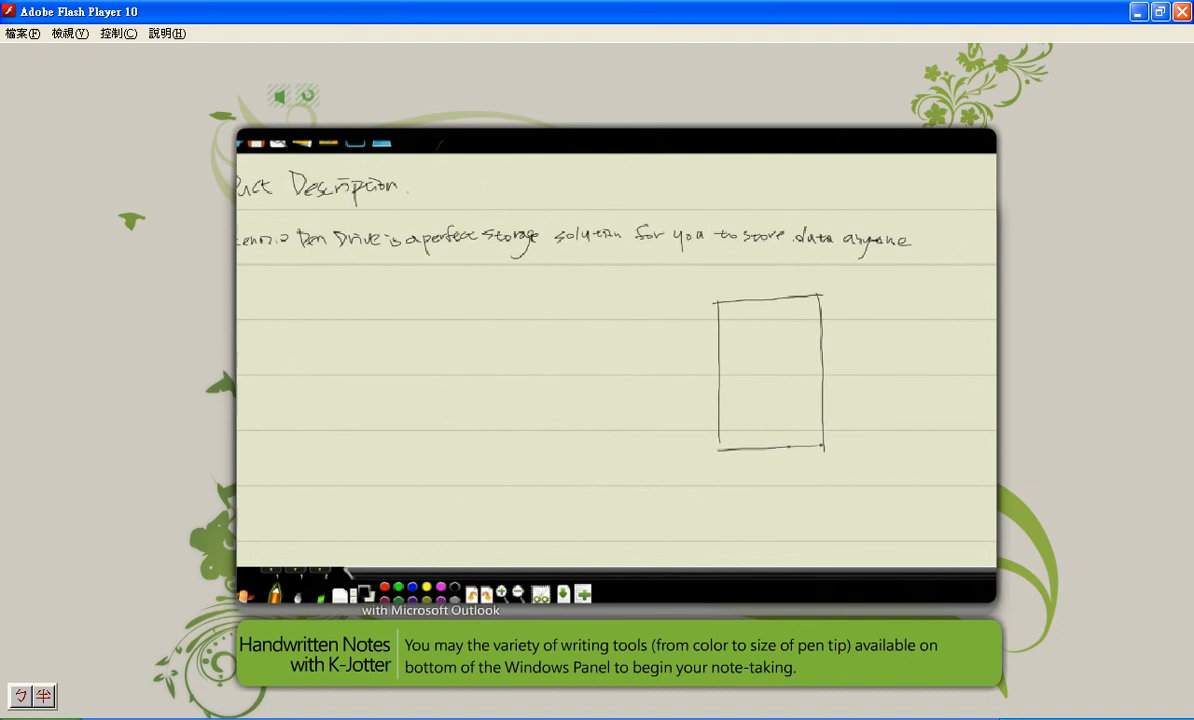 Adobe Flash Player 10
檔案(F) 檢視(V) 控制(C) 說明(H)
uct Description.
Pen Drive is a perfect storage solution for you to store data anyone
with Microsoft Outlook
Handwritten Notes
with K-Jotter
You may the variety of writing tools (from color to size of pen tip) available on
bottom of the Windows Panel to begin your note-taking.
ㄅ 半